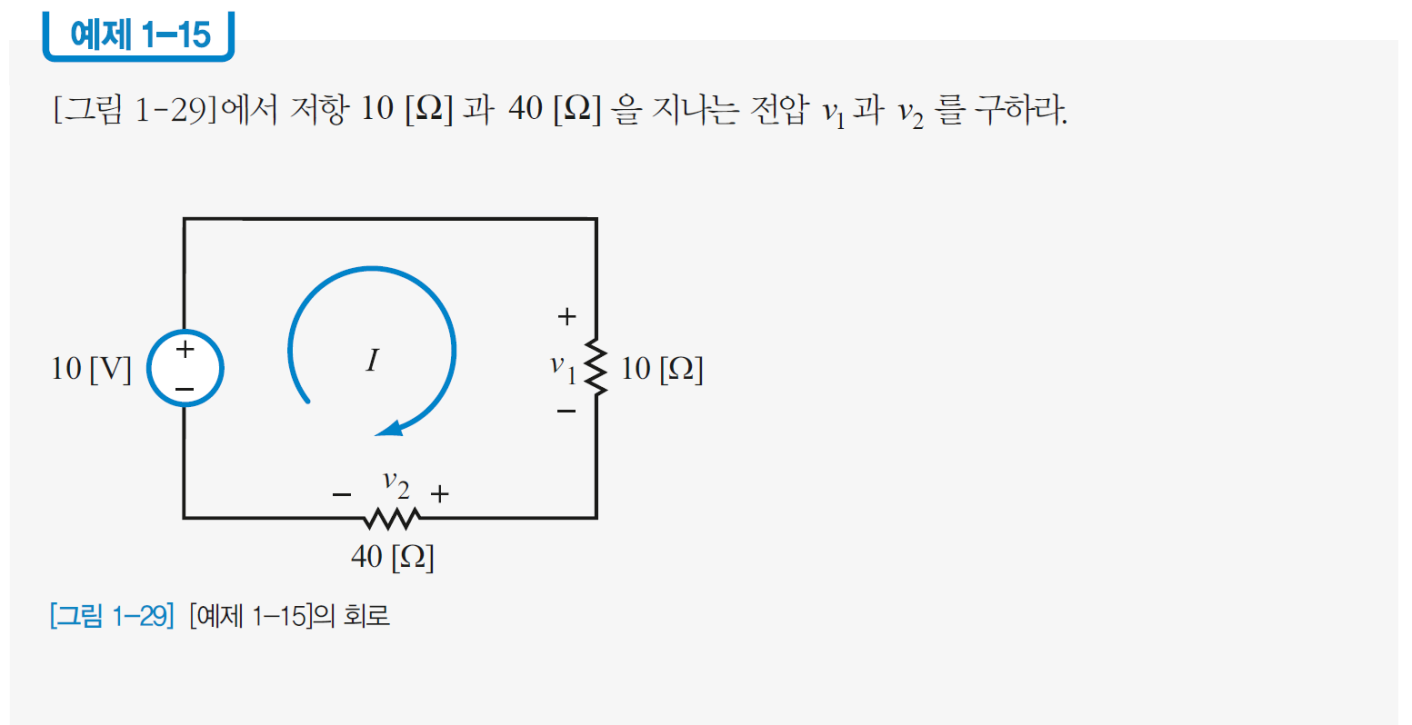 예제 1-15
[그림 1-29]에서 저항 10 [Ω] 과 40 [Ω] 을 지나는 전압 v₁ 과 v₂ 를 구하라.
+
10 [V]
+
−
I
v₁
10 [Ω]
−
− v₂ +
40 [Ω]
[그림 1-29] [예제 1-15]의 회로